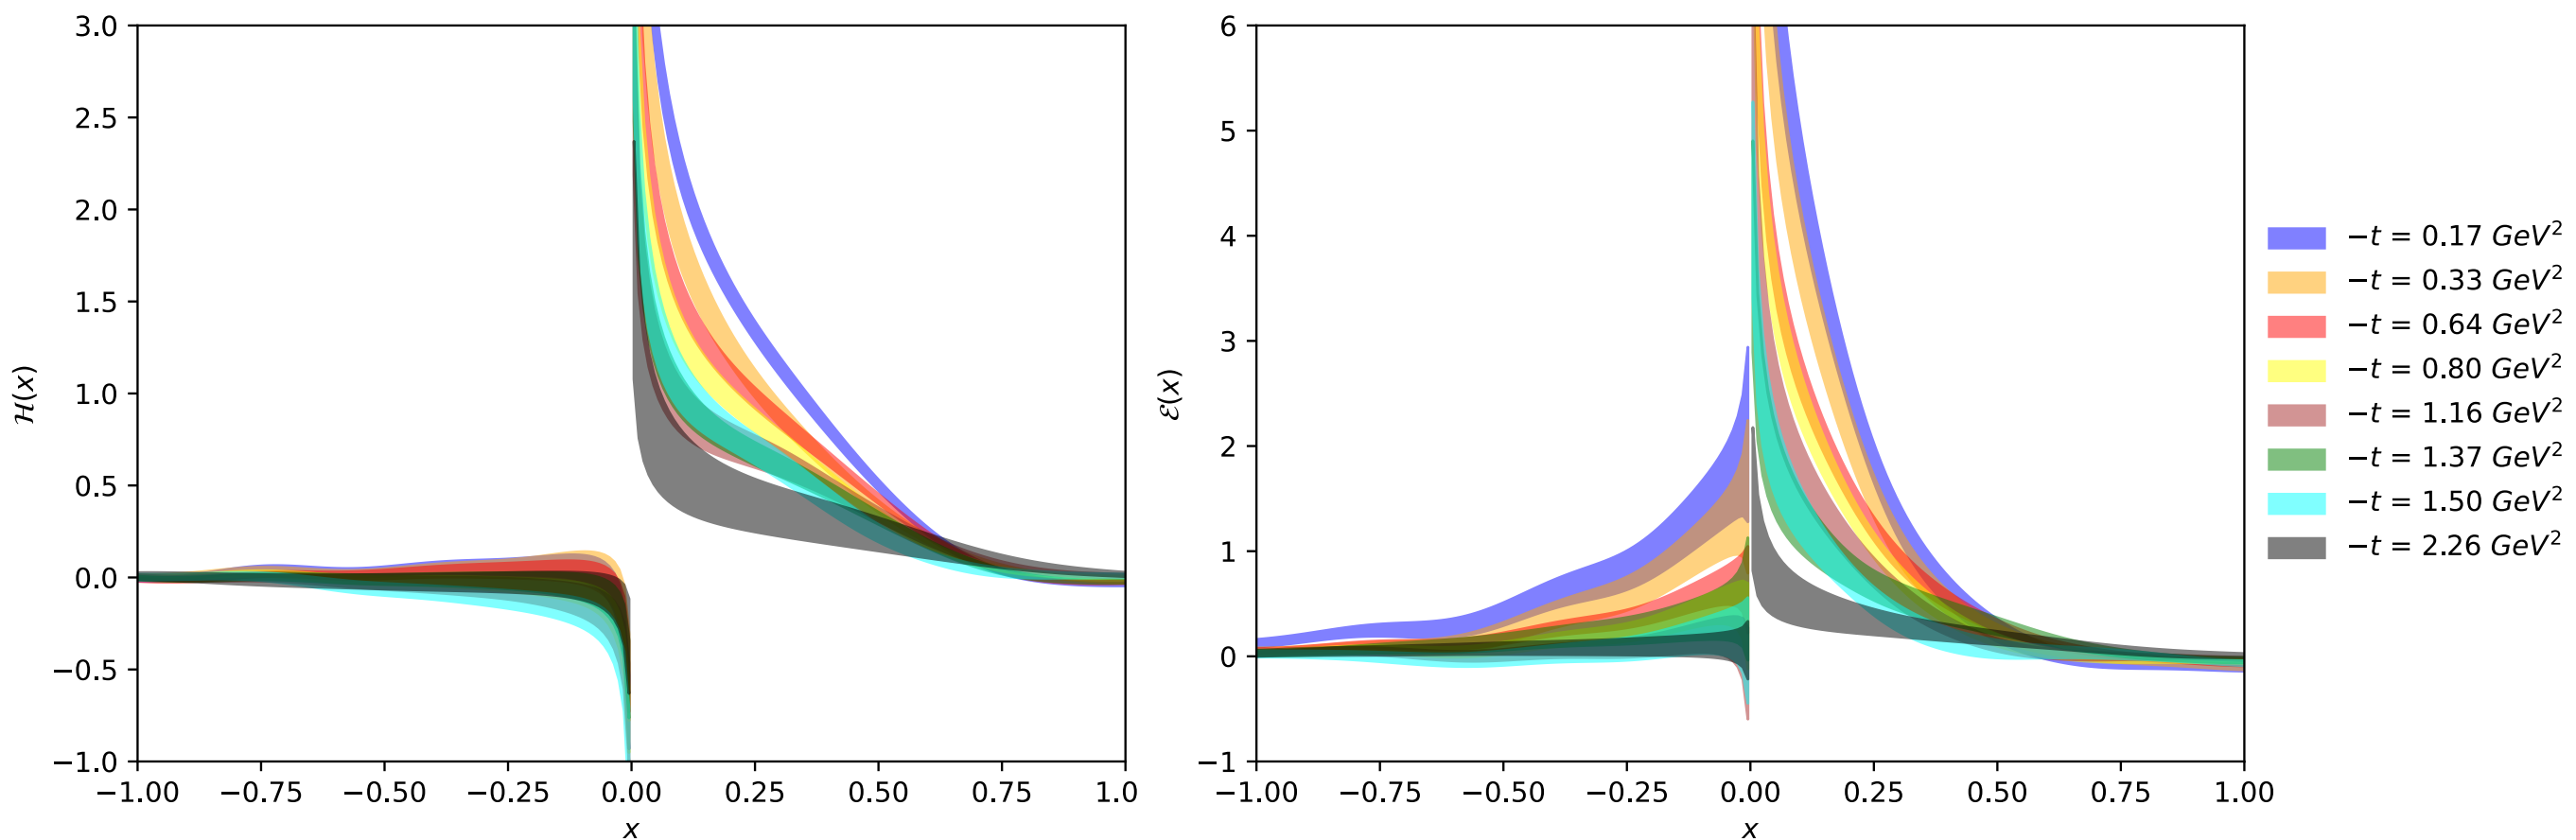 3.0
2.5
2.0
1.5
1.0
0.5
0.0
−0.5
−1.0
ℋ(x)
−1.00 −0.75 −0.50 −0.25 0.00 0.25 0.50 0.75 1.0
x
6
5
4
3
2
1
0
−1
ℰ(x)
−1.00 −0.75 −0.50 −0.25 0.00 0.25 0.50 0.75 1.00
x
−t = 0.17 GeV²
−t = 0.33 GeV²
−t = 0.64 GeV²
−t = 0.80 GeV²
−t = 1.16 GeV²
−t = 1.37 GeV²
−t = 1.50 GeV²
−t = 2.26 GeV²